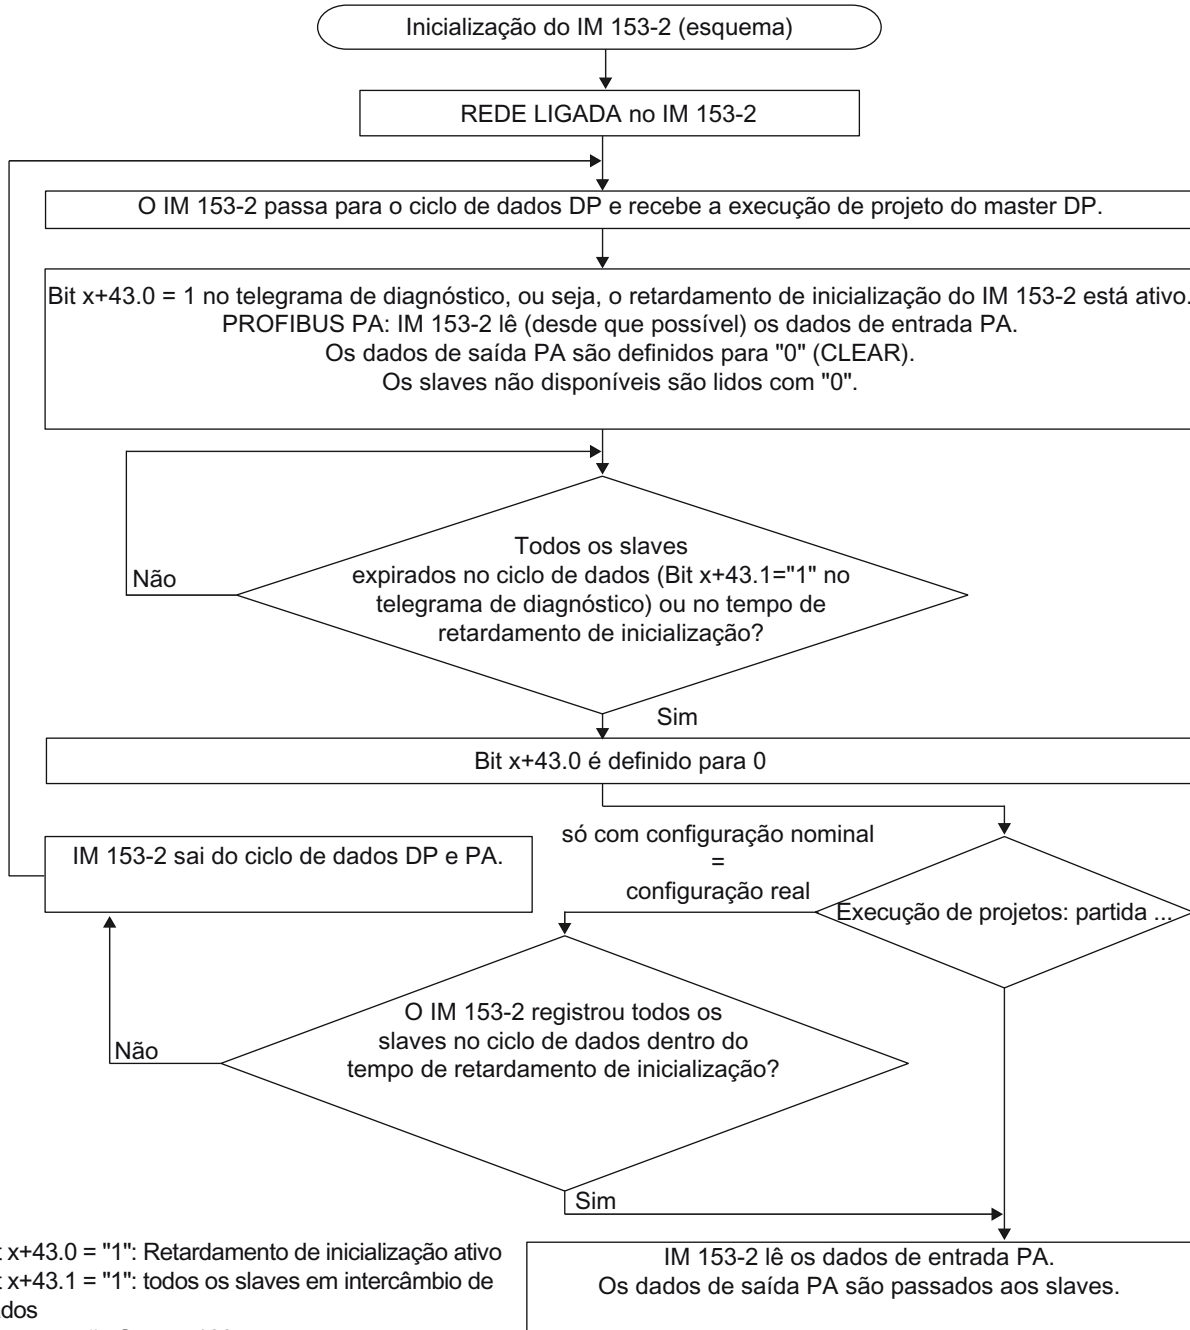 Inicialização do IM 153-2 (esquema)
REDE LIGADA no IM 153-2
O IM 153-2 passa para o ciclo de dados DP e recebe a execução de projeto do master DP.
Bit x+43.0 = 1 no telegrama de diagnóstico, ou seja, o retardamento de inicialização do IM 153-2 está ativo.
PROFIBUS PA: IM 153-2 lê (desde que possível) os dados de entrada PA.
Os dados de saída PA são definidos para "0" (CLEAR).
Os slaves não disponíveis são lidos com "0".
Todos os slaves
expirados no ciclo de dados (Bit x+43.1="1" no
telegrama de diagnóstico) ou no tempo de
retardamento de inicialização?
Não
Sim
Bit x+43.0 é definido para 0
só com configuração nominal
=
configuração real
IM 153-2 sai do ciclo de dados DP e PA.
Execução de projetos: partida ...
O IM 153-2 registrou todos os
slaves no ciclo de dados dentro do
tempo de retardamento de inicialização?
Não
Sim
x+43.0 = "1": Retardamento de inicialização ativo
x+43.1 = "1": todos os slaves em intercâmbio de
IM 153-2 lê os dados de entrada PA.
Os dados de saída PA são passados aos slaves.